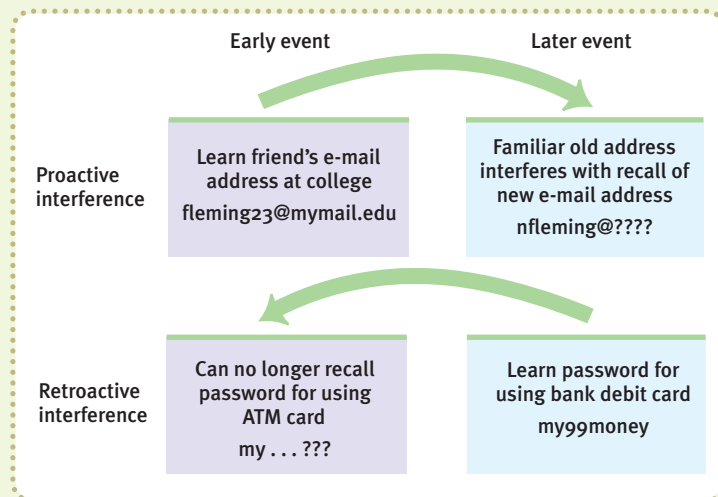 Early event
Later event
Proactive
interference
Learn friend's e-mail
address at college
fleming23@mymail.edu
Familiar old address
interferes with recall of
new e-mail address
nfleming@????
Retroactive
interference
Can no longer recall
password for using
ATM card
my . . . ???
Learn password for
using bank debit card
my99money